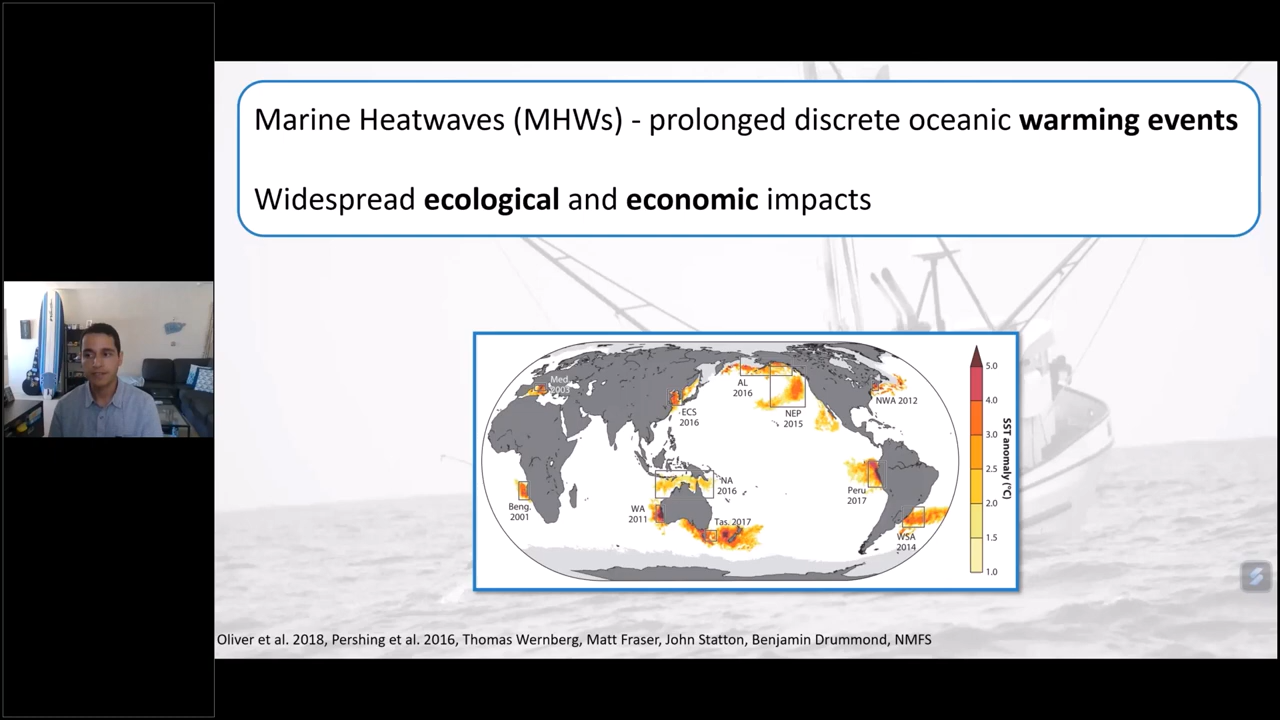 Marine Heatwaves (MHWs) - prolonged discrete oceanic warming events
Widespread ecological and economic impacts
Med.
2003
ECS
2016
AL
2016
NEP
2015
NWA 2012
NA
2016
WA
2011
Tas. 2017
Beng.
2001
Peru
2017
WSA
2014
5.0
4.0
3.0
2.5
2.0
1.5
1.0
SST anomaly (°C)
Oliver et al. 2018, Pershing et al. 2016, Thomas Wernberg, Matt Fraser, John Statton, Benjamin Drummond, NMFS